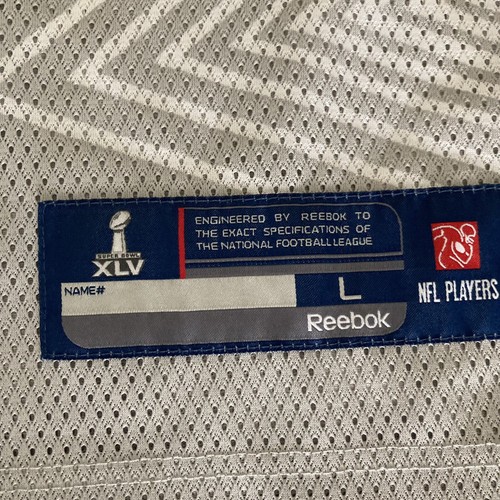 SUPER BOWL
XLV
ENGINEERED BY REEBOK TO
THE EXACT SPECIFICATIONS OF
THE NATIONAL FOOTBALL LEAGUE
NAME#
L
Reebok
NFL PLAYERS